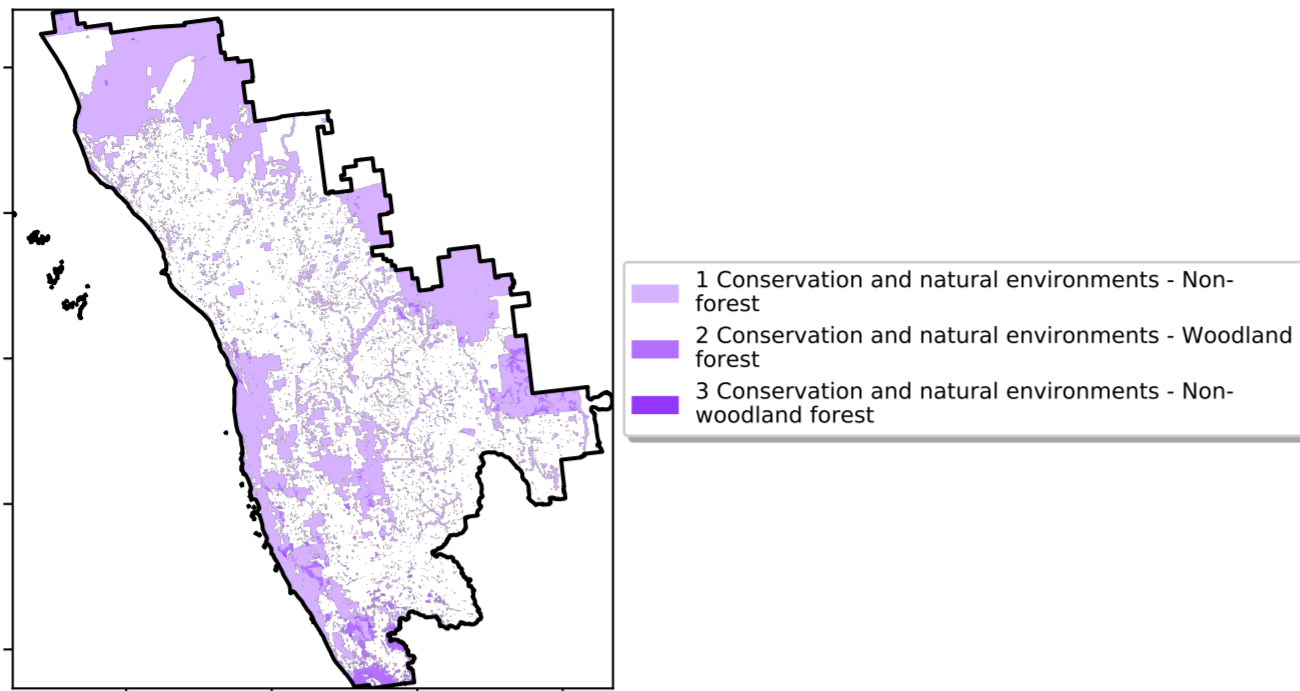 1 Conservation and natural environments - Non-
forest
2 Conservation and natural environments - Woodland
forest
3 Conservation and natural environments - Non-
woodland forest